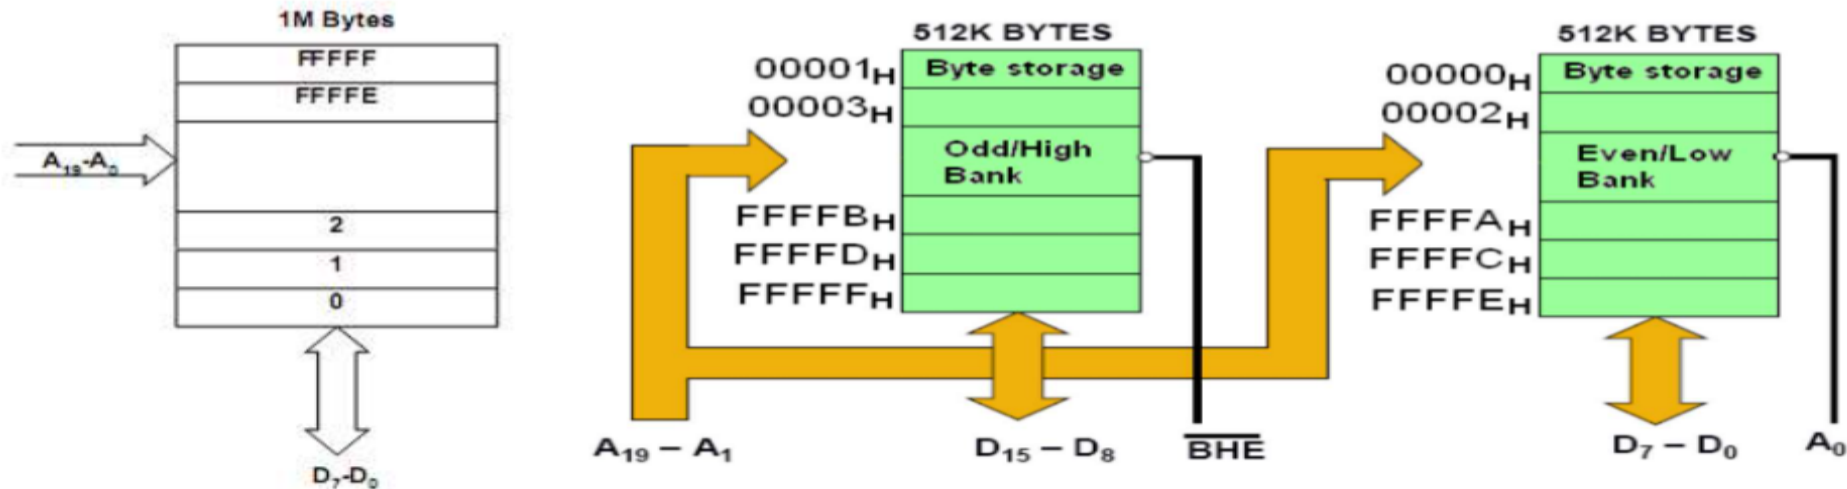 1M Bytes
FFFFF
FFFFE
A19-A0
2
1
0
D7-D0
512K BYTES
00001H
Byte storage
00003H
Odd/High
Bank
FFFFBH
FFFFDH
FFFFFH
A19 – A1
D15 – D8
BHE
512K BYTES
00000H
Byte storage
00002H
Even/Low
Bank
FFFFAH
FFFFCH
FFFFEH
D7 – D0
A0